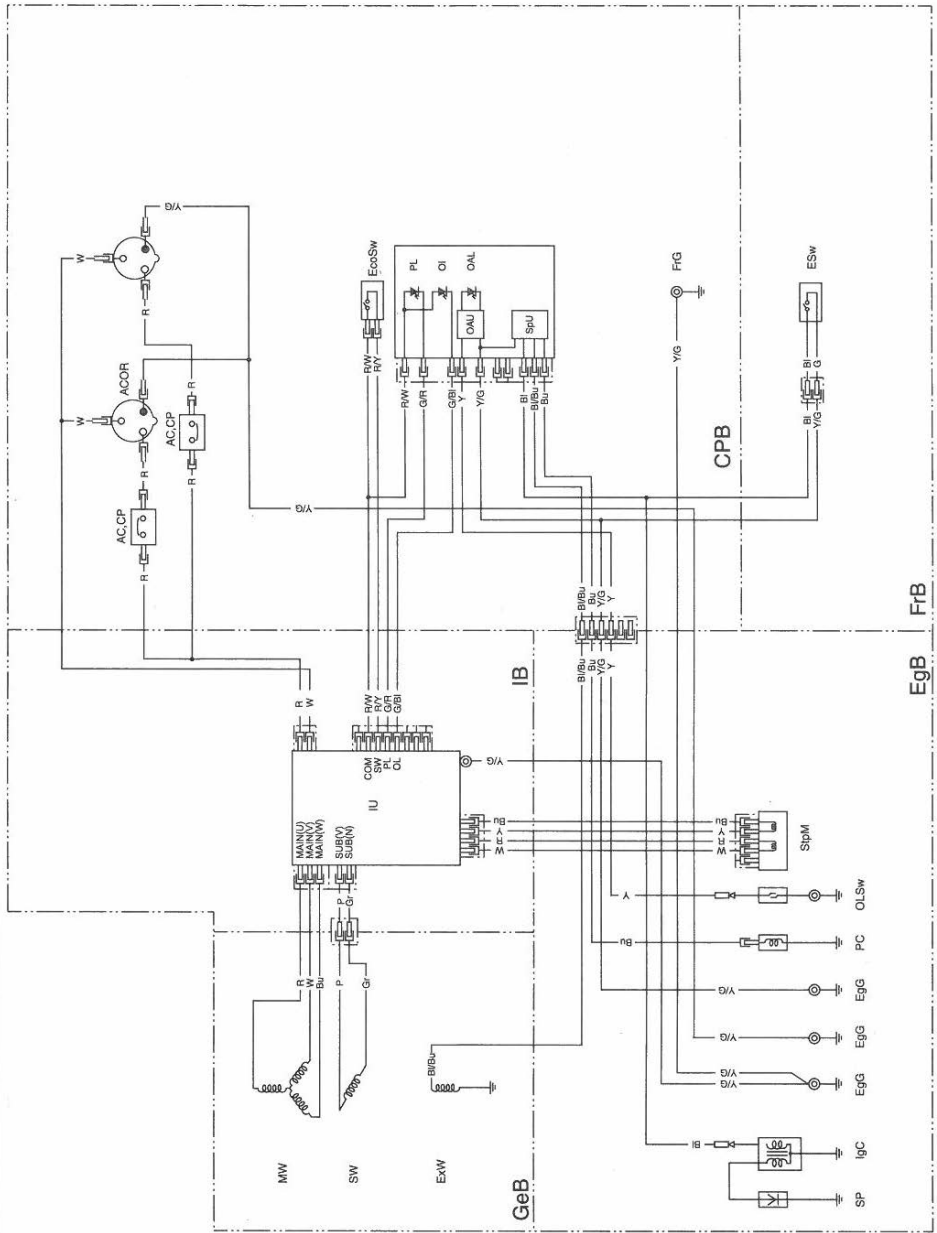 W
W
Y/G
R
ACOR
R
R
AC,CP
R
AC,CP
R
R
Y/G
EcoSw
R/W
R/Y
PL
OI
OAL
OAU
SpU
R/W
G/R
G/Bl
Y
Y/G
Bl
Bl/Bu
Bu
FrG
Y/G
CPB
ESw
Bl
G
Bl
Y/G
FrB
IB
R
W
R/W
R/Y
G/R
G/Bl
COM
SW
PL
OL
IU
MAIN(U)
MAIN(V)
MAIN(W)
SUB(V)
SUB(N)
Y/G
Bu
Y
R
W
P
Gr
R
W
Bu
P
Gr
Bl/Bu
MW
SW
ExW
GeB
Bl/Bu
Bu
Y/G
Y
Bl/Bu
Bu
Y/G
Y
EgB
Bu
Y
R
W
StpM
Y
OLSw
Bu
PC
Y/G
EgG
Y/G
EgG
Y/G
Y/G
EgG
Bl
IgC
SP